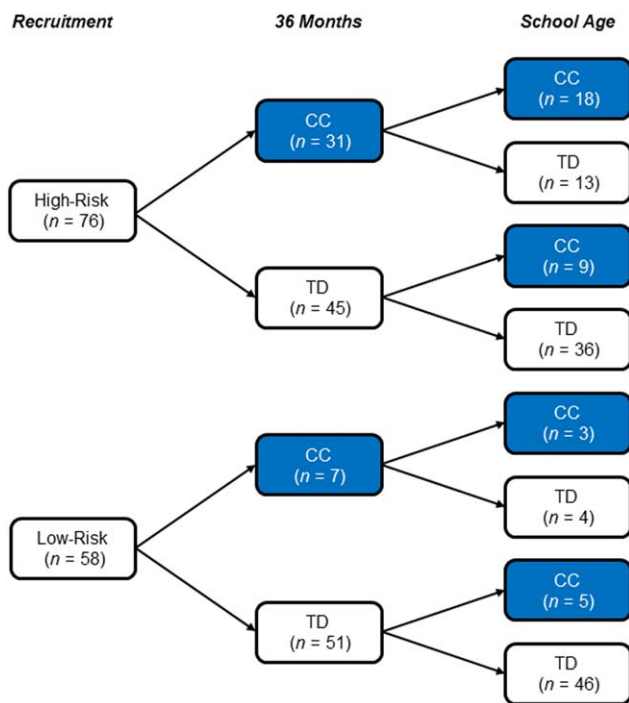 Recruitment
36 Months
School Age
CC
(n = 18)
CC
(n = 31)
TD
(n = 13)
High-Risk
(n = 76)
CC
(n = 9)
TD
(n = 45)
TD
(n = 36)
CC
(n = 3)
CC
(n = 7)
TD
(n = 4)
Low-Risk
(n = 58)
CC
(n = 5)
TD
(n = 51)
TD
(n = 46)